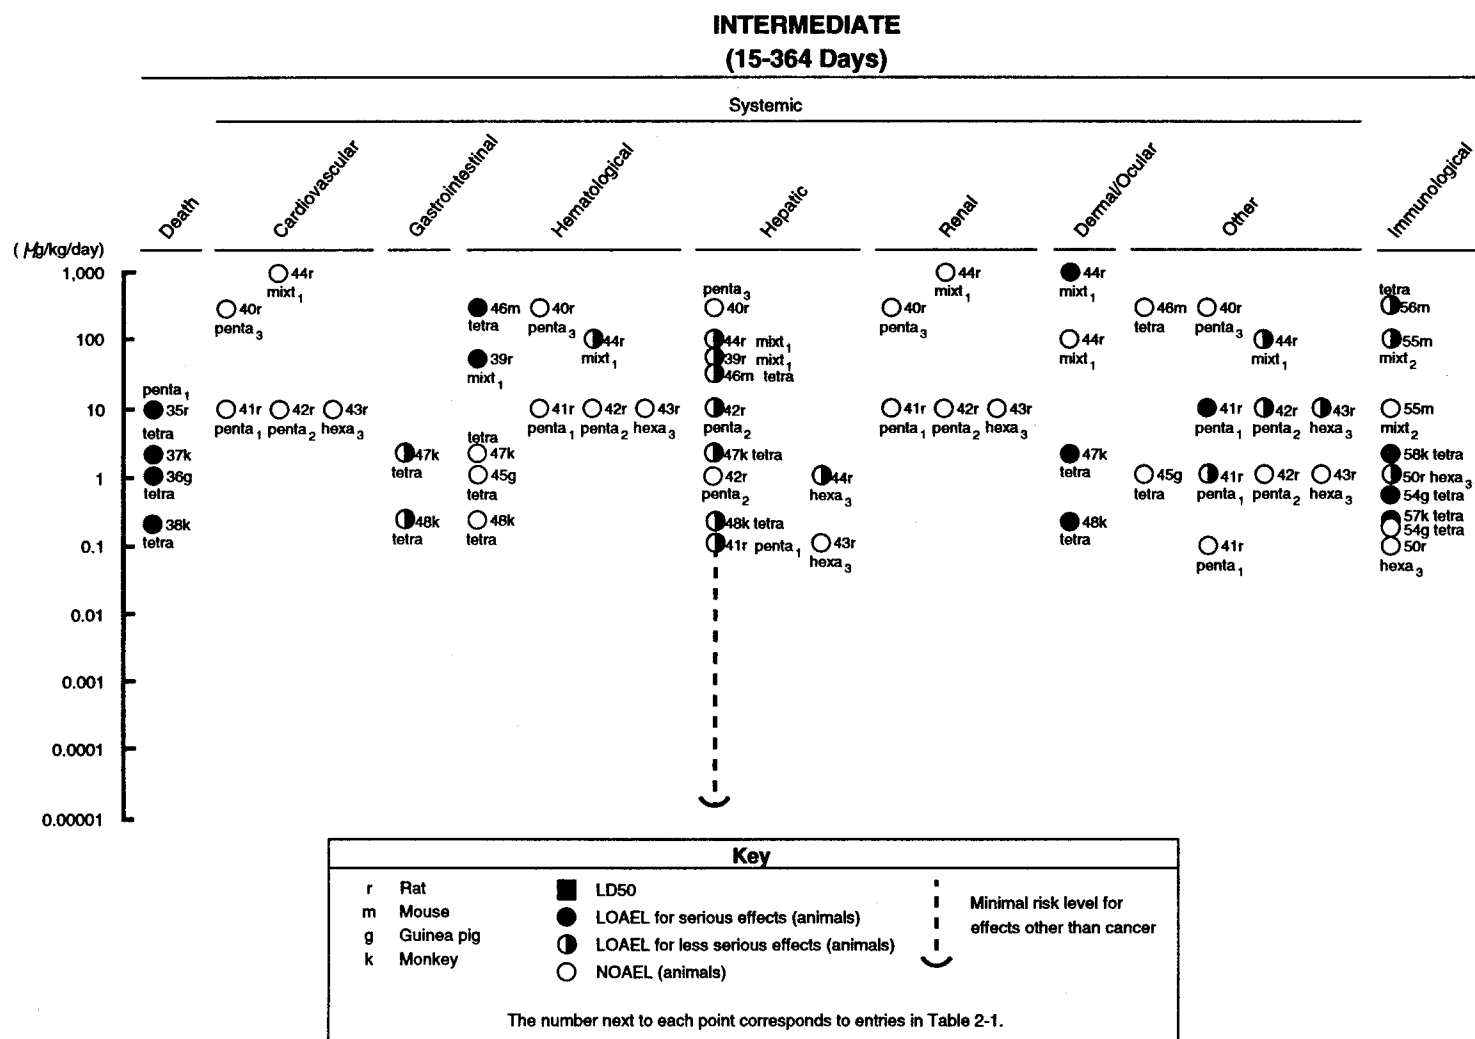 INTERMEDIATE
(15-364 Days)
Systemic
Death
Cardiovascular
Gastrointestinal
Hematological
Hepatic
Renal
Dermal/Ocular
Other
Immunological
(μg/kg/day)
1,000
100
10
1
0.1
0.01
0.001
0.0001
0.00001
penta1
35r
tetra
37k
36g
tetra
38k
tetra
44r
mixt1
40r
penta3
41r
penta1
42r
penta2
43r
hexa3
47k
tetra
48k
tetra
46m
tetra
39r
mixt1
tetra
47k
45g
tetra
48k
tetra
40r
penta3
44r
mixt1
41r
penta1
42r
penta2
43r
hexa3
penta3
40r
44r mixt1
39r mixt1
46m tetra
42r
penta2
47k tetra
42r
penta2
48k tetra
41r penta1
44r
hexa3
43r
hexa3
44r
mixt1
40r
penta3
41r
penta1
42r
penta2
43r
hexa3
44r
mixt1
44r
mixt1
47k
tetra
48k
tetra
46m
tetra
40r
penta3
44r
mixt1
41r
penta1
42r
penta2
43r
hexa3
45g
tetra
41r
penta1
42r
penta2
43r
hexa3
41r
penta1
tetra
56m
55m
mixt2
55m
mixt2
58k tetra
50r hexa3
54g tetra
57k tetra
54g tetra
50r
hexa3
Key
r Rat
m Mouse
g Guinea pig
k Monkey
LD50
LOAEL for serious effects (animals)
LOAEL for less serious effects (animals)
NOAEL (animals)
Minimal risk level for
effects other than cancer
The number next to each point corresponds to entries in Table 2-1.